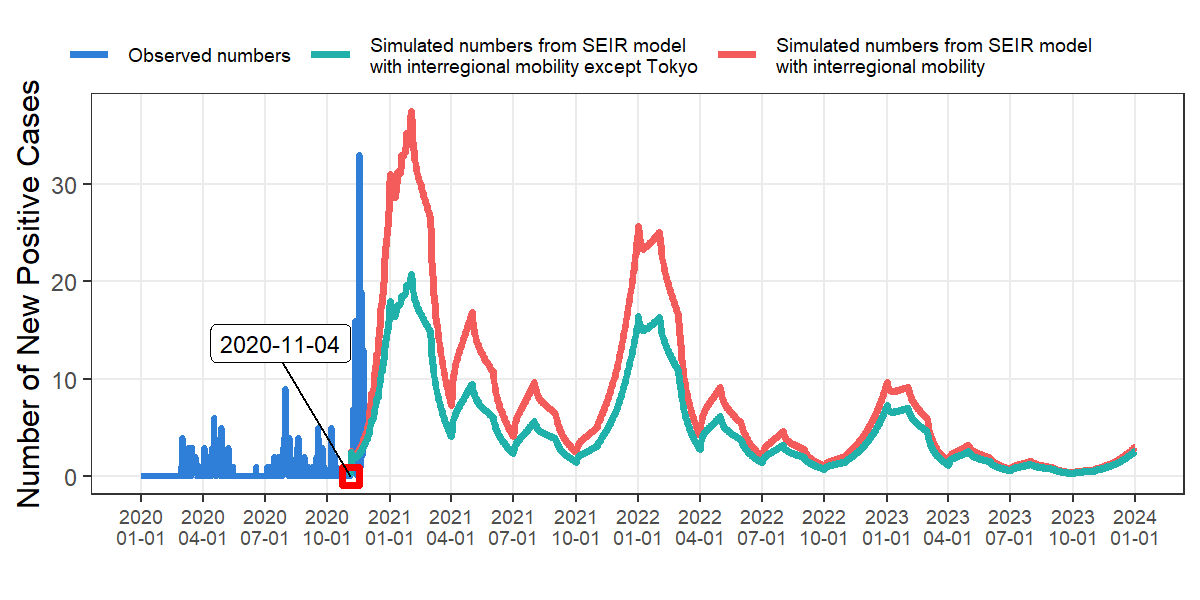 Observed numbers
Simulated numbers from SEIR model
with interregional mobility except Tokyo
Simulated numbers from SEIR model
with interregional mobility
Number of New Positive Cases
30
20
10
0
2020-11-04
2020 2020 2020 2020 2021 2021 2021 2021 2022 2022 2022 2022 2023 2023 2023 2023 2024
01-01 04-01 07-01 10-01 01-01 04-01 07-01 10-01 01-01 04-01 07-01 10-01 01-01 04-01 07-01 10-01 01-01